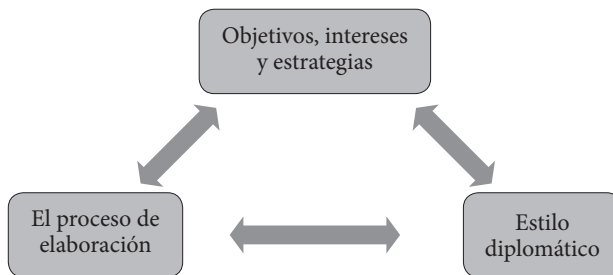 Objetivos, intereses
y estrategias
El proceso de
elaboración
Estilo
diplomático